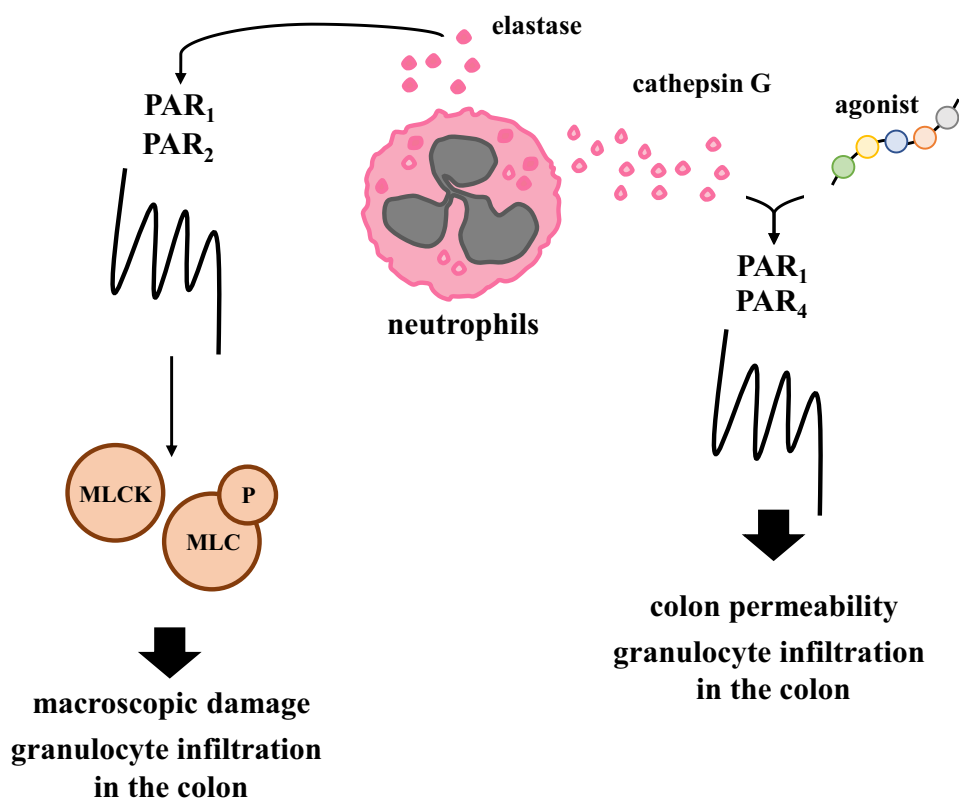 elastase
cathepsin G
agonist
PAR₁
PAR₂
neutrophils
PAR₁
PAR₄
MLCK
P
MLC
colon permeability
granulocyte infiltration
in the colon
macroscopic damage
granulocyte infiltration
in the colon